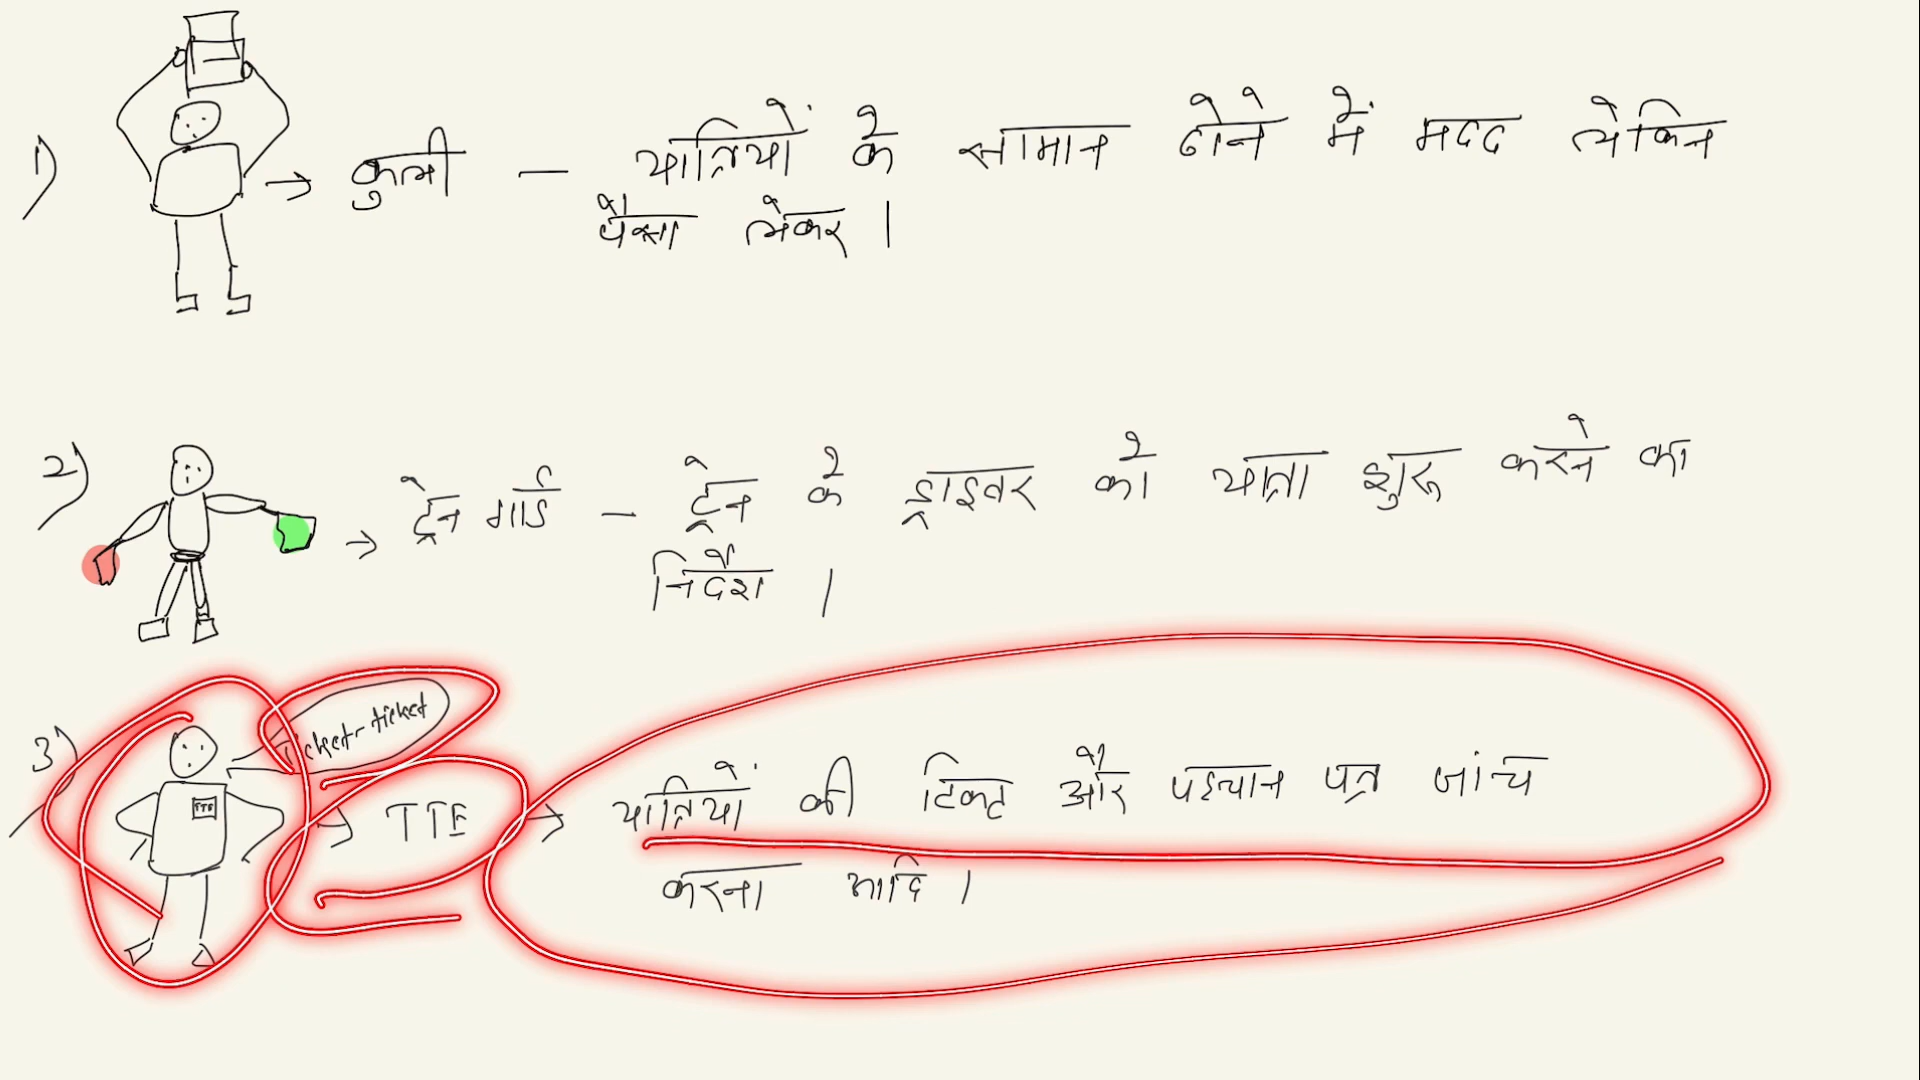 1) → कुली — यात्रियों के सामान ढोने में मदद लेकिन
पैसा लेकर ।
2) → ट्रेन गार्ड — ट्रेन के ड्राइवर को यात्रा शुरू करने का
निर्देश ।
ticket-ticket
3) TTE → TTE → यात्रियों की टिकट और पहचान पत्र जांच
करना आदि ।